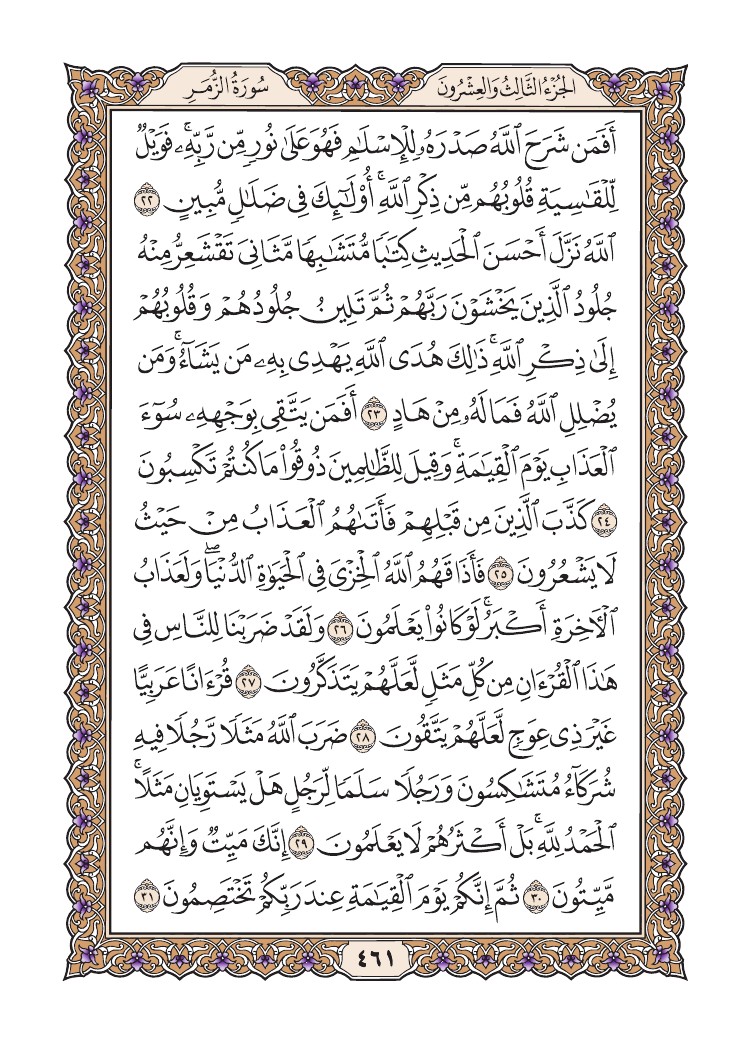 الجُزْءُ الثَّالِثُ وَالعِشْرُونَ
سُورَةُ الزُّمَرِ
أَفَمَن شَرَحَ ٱللَّهُ صَدْرَهُۥ لِلْإِسْلَٰمِ فَهُوَ عَلَىٰ نُورٍ مِّن رَّبِّهِۦۚ فَوَيْلٌ
لِّلْقَٰسِيَةِ قُلُوبُهُم مِّن ذِكْرِ ٱللَّهِۚ أُوْلَٰٓئِكَ فِى ضَلَٰلٍ مُّبِينٍ ٢٢
ٱللَّهُ نَزَّلَ أَحْسَنَ ٱلْحَدِيثِ كِتَٰبًا مُّتَشَٰبِهًا مَّثَانِىَ تَقْشَعِرُّ مِنْهُ
جُلُودُ ٱلَّذِينَ يَخْشَوْنَ رَبَّهُمْ ثُمَّ تَلِينُ جُلُودُهُمْ وَقُلُوبُهُمْ
إِلَىٰ ذِكْرِ ٱللَّهِۚ ذَٰلِكَ هُدَى ٱللَّهِ يَهْدِى بِهِۦ مَن يَشَآءُۚ وَمَن
يُضْلِلِ ٱللَّهُ فَمَا لَهُۥ مِنْ هَادٍ ٢٣ أَفَمَن يَتَّقِى بِوَجْهِهِۦ سُوٓءَ
ٱلْعَذَابِ يَوْمَ ٱلْقِيَٰمَةِۚ وَقِيلَ لِلظَّٰلِمِينَ ذُوقُواْ مَا كُنتُمْ تَكْسِبُونَ
٢٤ كَذَّبَ ٱلَّذِينَ مِن قَبْلِهِمْ فَأَتَىٰهُمُ ٱلْعَذَابُ مِنْ حَيْثُ
لَا يَشْعُرُونَ ٢٥ فَأَذَاقَهُمُ ٱللَّهُ ٱلْخِزْىَ فِى ٱلْحَيَوٰةِ ٱلدُّنْيَاۖ وَلَعَذَابُ
ٱلْأَخِرَةِ أَكْبَرُۚ لَوْ كَانُواْ يَعْلَمُونَ ٢٦ وَلَقَدْ ضَرَبْنَا لِلنَّاسِ فِى
هَٰذَا ٱلْقُرْءَانِ مِن كُلِّ مَثَلٍ لَّعَلَّهُمْ يَتَذَكَّرُونَ ٢٧ قُرْءَانًا عَرَبِيًّا
غَيْرَ ذِى عِوَجٍ لَّعَلَّهُمْ يَتَّقُونَ ٢٨ ضَرَبَ ٱللَّهُ مَثَلًا رَّجُلًا فِيهِ
شُرَكَآءُ مُتَشَٰكِسُونَ وَرَجُلًا سَلَمًا لِّرَجُلٍ هَلْ يَسْتَوِيَانِ مَثَلًاۚ
ٱلْحَمْدُ لِلَّهِۚ بَلْ أَكْثَرُهُمْ لَا يَعْلَمُونَ ٢٩ إِنَّكَ مَيِّتٌ وَإِنَّهُم
مَّيِّتُونَ ٣٠ ثُمَّ إِنَّكُمْ يَوْمَ ٱلْقِيَٰمَةِ عِندَ رَبِّكُمْ تَخْتَصِمُونَ ٣١
٤٦١